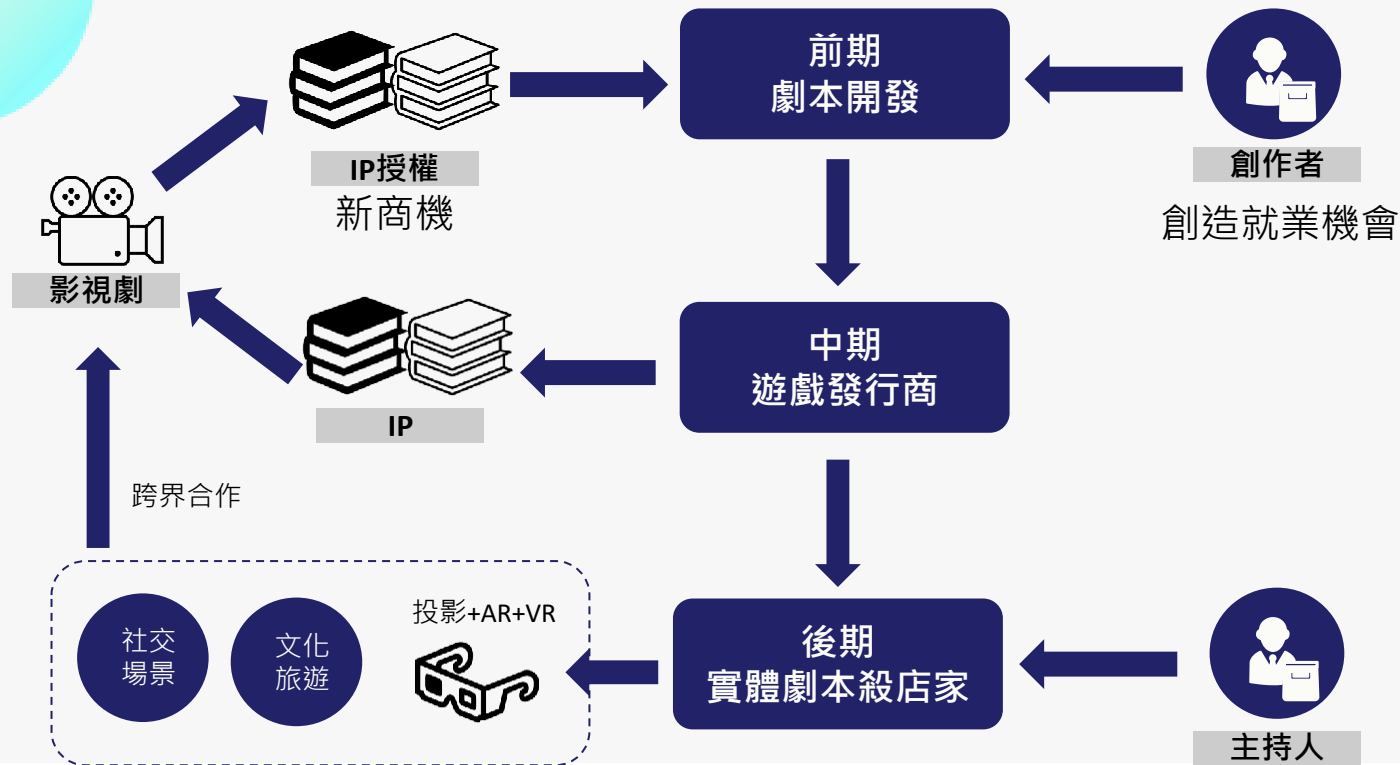 前期
劇本開發
IP授權
新商機
創作者
創造就業機會
影視劇
中期
遊戲發行商
IP
跨界合作
社交
場景
文化
旅遊
投影+AR+VR
後期
實體劇本殺店家
主持人